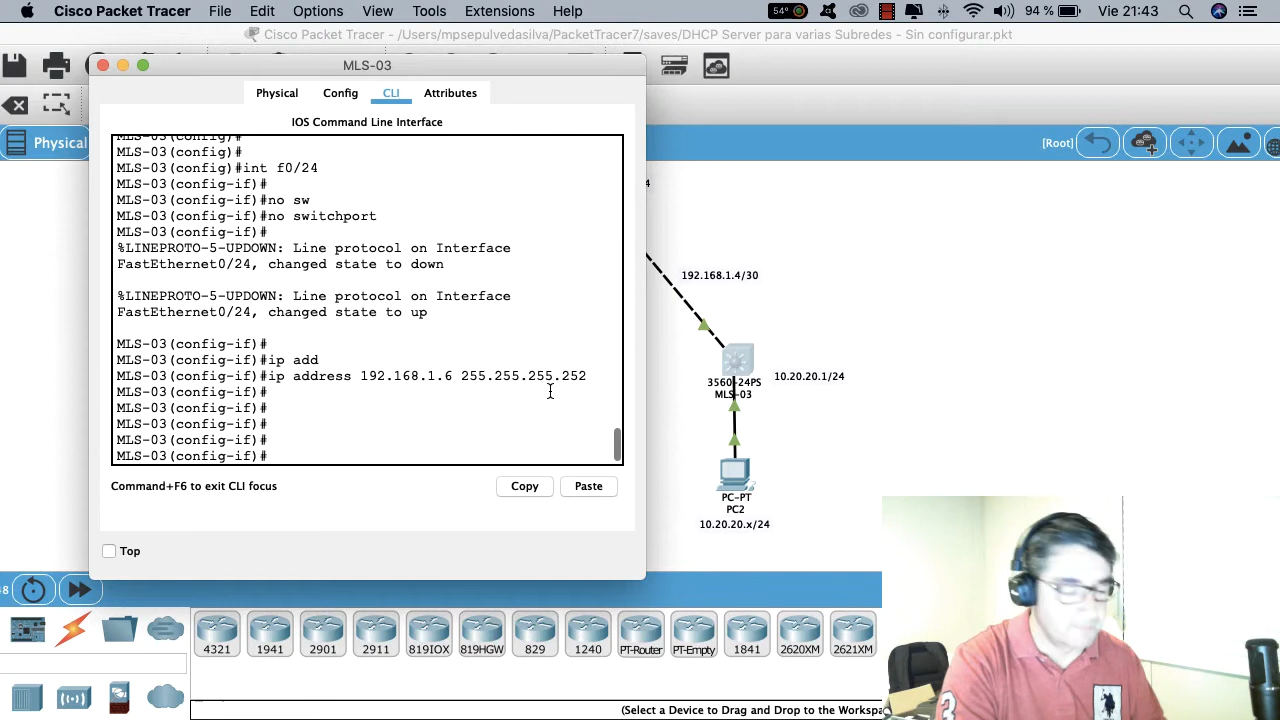 Cisco Packet Tracer File Edit Options View Tools Extensions Help 54° 94 % Vie 21:43
Cisco Packet Tracer - /Users/mpsepulvedasilva/PacketTracer7/saves/DHCP Server para varias Subredes - Sin configurar.pkt
MLS-03
Physical Config CLI Attributes
IOS Command Line Interface
Physical
[Root]
MLS-03(config)#
MLS-03(config)#
MLS-03(config)#int f0/24
MLS-03(config-if)#
MLS-03(config-if)#no sw
MLS-03(config-if)#no switchport
MLS-03(config-if)#
%LINEPROTO-5-UPDOWN: Line protocol on Interface
FastEthernet0/24, changed state to down
%LINEPROTO-5-UPDOWN: Line protocol on Interface
FastEthernet0/24, changed state to up
MLS-03(config-if)#
MLS-03(config-if)#ip add
MLS-03(config-if)#ip address 192.168.1.6 255.255.255.252
MLS-03(config-if)#
MLS-03(config-if)#
MLS-03(config-if)#
MLS-03(config-if)#
MLS-03(config-if)#
Command+F6 to exit CLI focus
Copy Paste
Top
4
192.168.1.4/30
3560-24PS
MLS-03
10.20.20.1/24
PC-PT
PC2
10.20.20.x/24
4321 1941 2901 2911 819IOX 819HGW 829 1240 PT-Router PT-Empty 1841 2620XM 2621XM
(Select a Device to Drag and Drop to the Workspa
3